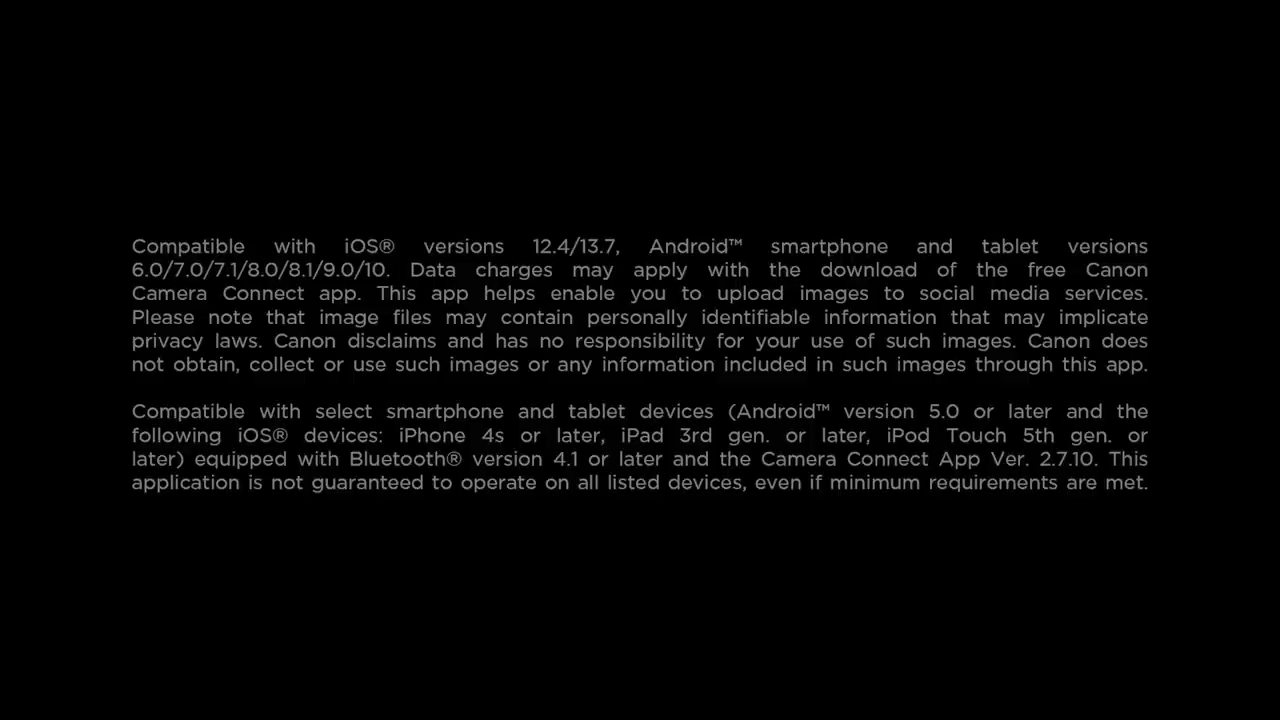 Compatible with iOS® versions 12.4/13.7, Android™ smartphone and tablet versions
6.0/7.0/7.1/8.0/8.1/9.0/10. Data charges may apply with the download of the free Canon
Camera Connect app. This app helps enable you to upload images to social media services.
Please note that image files may contain personally identifiable information that may implicate
privacy laws. Canon disclaims and has no responsibility for your use of such images. Canon does
not obtain, collect or use such images or any information included in such images through this app.
Compatible with select smartphone and tablet devices (Android™ version 5.0 or later and the
following iOS® devices: iPhone 4s or later, iPad 3rd gen. or later, iPod Touch 5th gen. or
later) equipped with Bluetooth® version 4.1 or later and the Camera Connect App Ver. 2.7.10. This
application is not guaranteed to operate on all listed devices, even if minimum requirements are met.